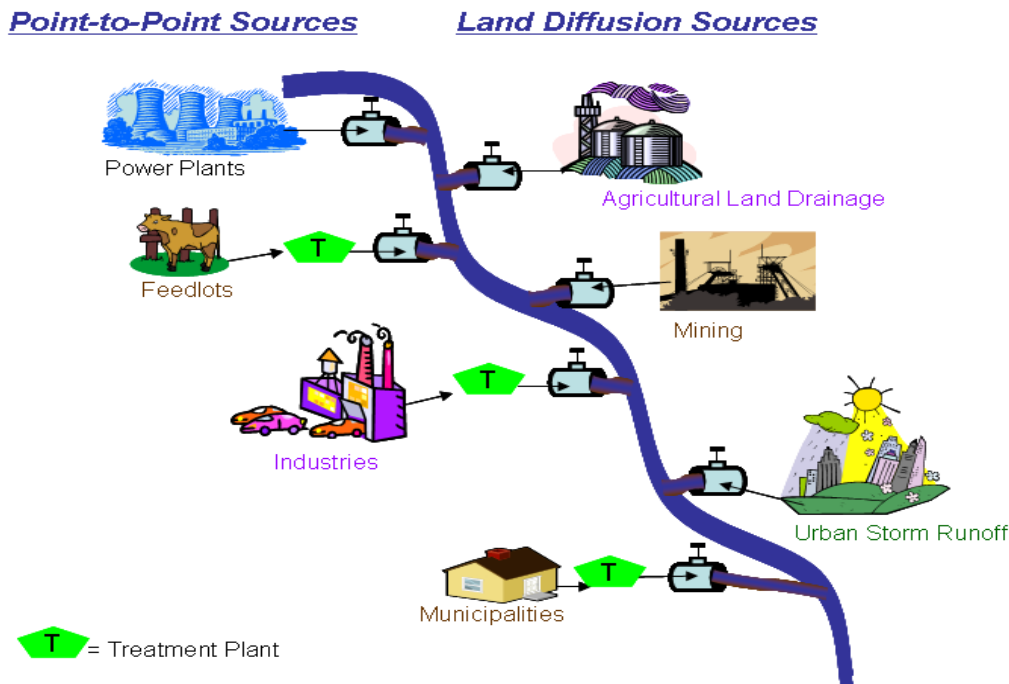 Point-to-Point Sources
Land Diffusion Sources
Power Plants
Agricultural Land Drainage
T
Feedlots
Mining
T
Industries
Urban Storm Runoff
T
Municipalities
T = Treatment Plant